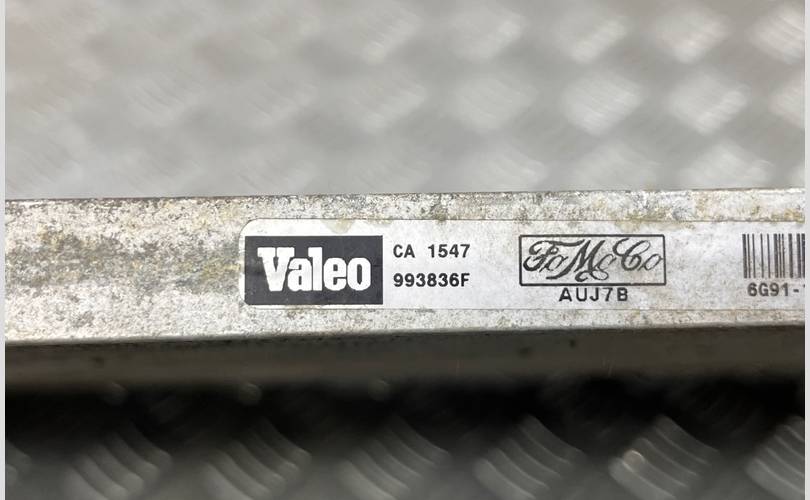 Valeo
CA 1547
993836F
FoMoCo
AUJ7B
6G91-